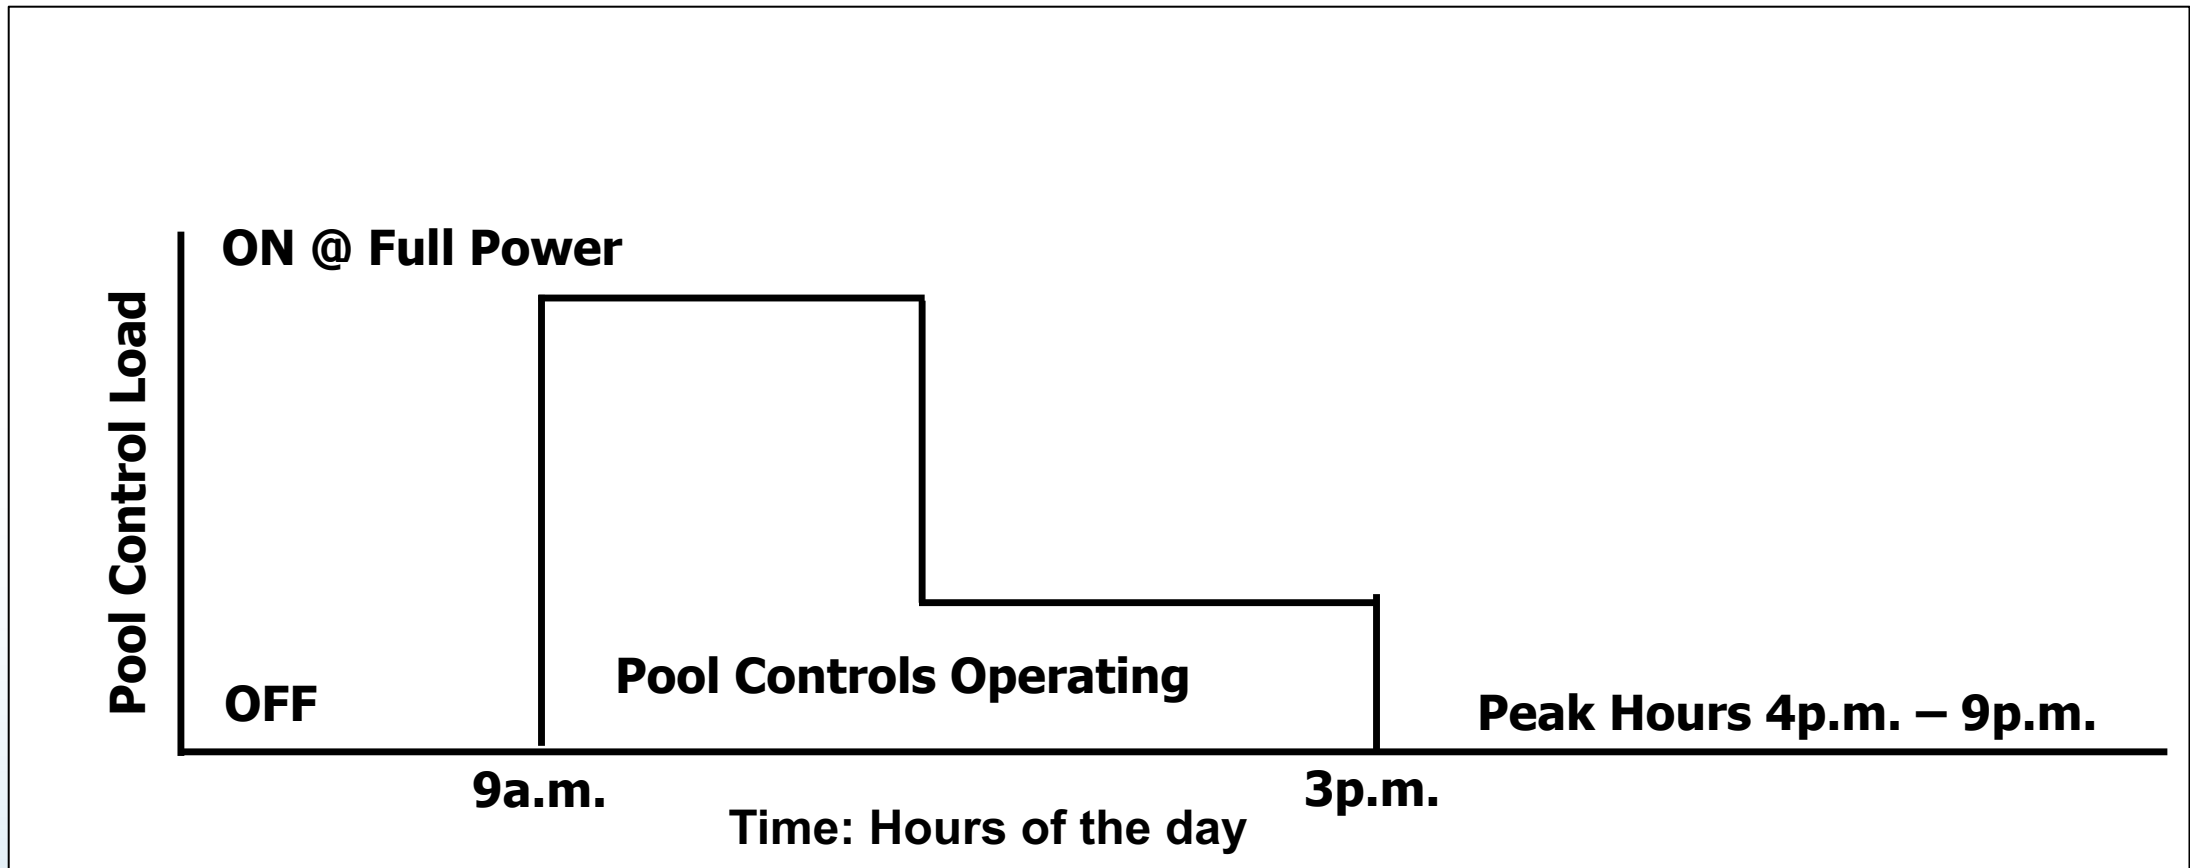 ON @ Full Power
Pool Control Load
Pool Controls Operating
OFF
Peak Hours 4p.m. – 9p.m.
9a.m.
3p.m.
Time: Hours of the day